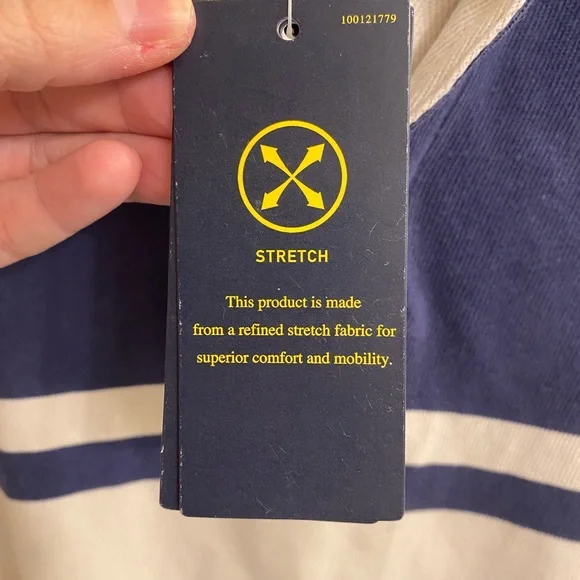 100121779
STRETCH
This product is made
from a refined stretch fabric for
superior comfort and mobility.